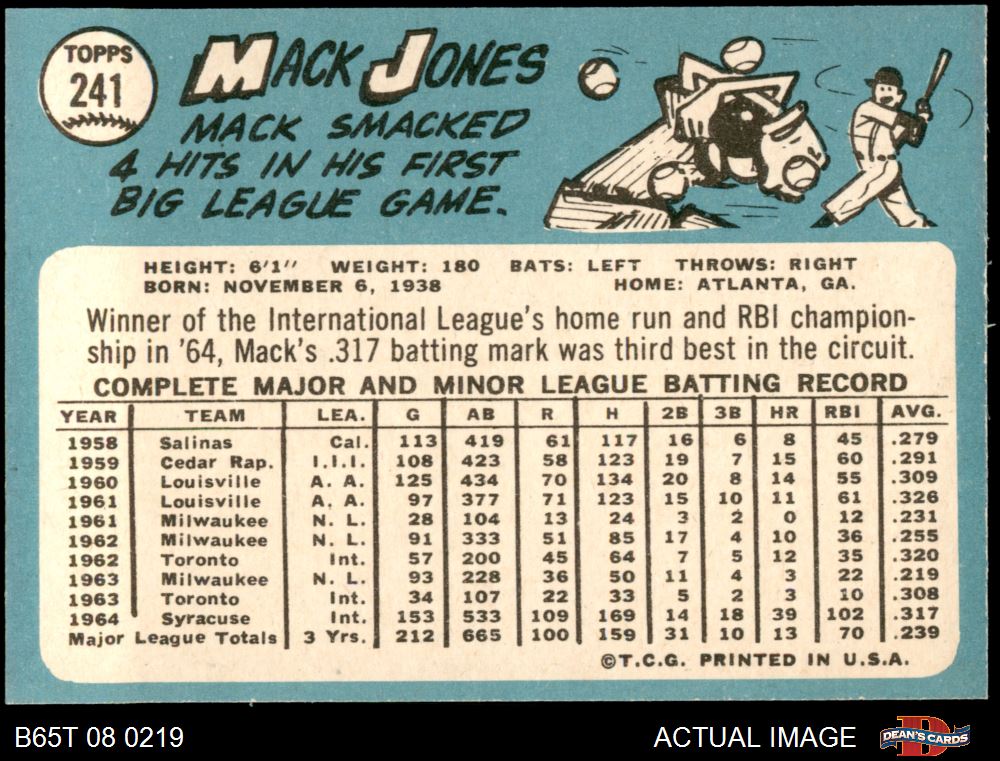 TOPPS
241
MACK JONES
MACK SMACKED
4 HITS IN HIS FIRST
BIG LEAGUE GAME.
HEIGHT: 6'1" WEIGHT: 180 BATS: LEFT THROWS: RIGHT
BORN: NOVEMBER 6, 1938 HOME: ATLANTA, GA.
Winner of the International League's home run and RBI champion-
ship in '64, Mack's .317 batting mark was third best in the circuit.
COMPLETE MAJOR AND MINOR LEAGUE BATTING RECORD
YEAR TEAM LEA. G AB R H 2B 3B HR RBI AVG.
1958 Salinas Cal. 113 419 61 117 16 6 8 45 .279
1959 Cedar Rap. I.I.I. 108 423 58 123 19 7 15 60 .291
1960 Louisville A. A. 125 434 70 134 20 8 14 55 .309
1961 Louisville A. A. 97 377 71 123 15 10 11 61 .326
1961 Milwaukee N. L. 28 104 13 24 3 2 0 12 .231
1962 Milwaukee N. L. 91 333 51 85 17 4 10 36 .255
1962 Toronto Int. 57 200 45 64 7 5 12 35 .320
1963 Milwaukee N. L. 93 228 36 50 11 4 3 22 .219
1963 Toronto Int. 34 107 22 33 5 2 3 10 .308
1964 Syracuse Int. 153 533 109 169 14 18 39 102 .317
Major League Totals 3 Yrs. 212 665 100 159 31 10 13 70 .239
©T.C.G. PRINTED IN U.S.A.
B65T 08 0219 ACTUAL IMAGE DEAN'S CARDS